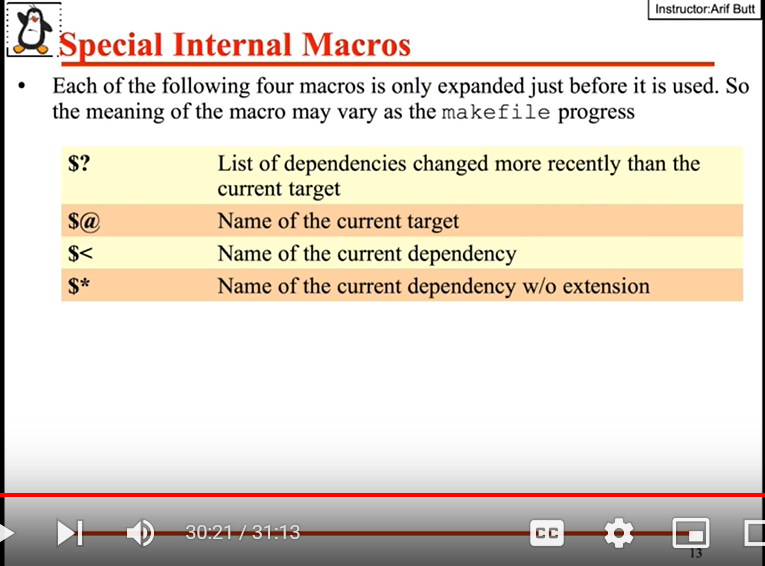 Instructor:Arif Butt
Special Internal Macros
• Each of the following four macros is only expanded just before it is used. So
the meaning of the macro may vary as the makefile progress
$? List of dependencies changed more recently than the
current target
$@ Name of the current target
$< Name of the current dependency
$* Name of the current dependency w/o extension
30:21 / 31:13
CC
13